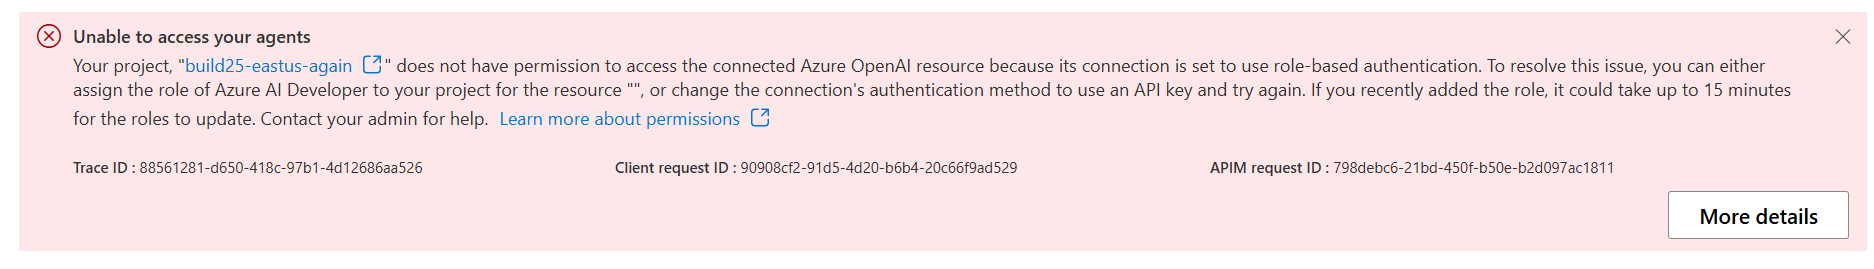 Unable to access your agents
Your project, "build25-eastus-again" does not have permission to access the connected Azure OpenAI resource because its connection is set to use role-based authentication. To resolve this issue, you can either
assign the role of Azure AI Developer to your project for the resource "", or change the connection's authentication method to use an API key and try again. If you recently added the role, it could take up to 15 minutes
for the roles to update. Contact your admin for help. Learn more about permissions
Trace ID : 88561281-d650-418c-97b1-4d12686aa526 Client request ID : 90908cf2-91d5-4d20-b6b4-20c66f9ad529 APIM request ID : 798debc6-21bd-450f-b50e-b2d097ac1811
More details